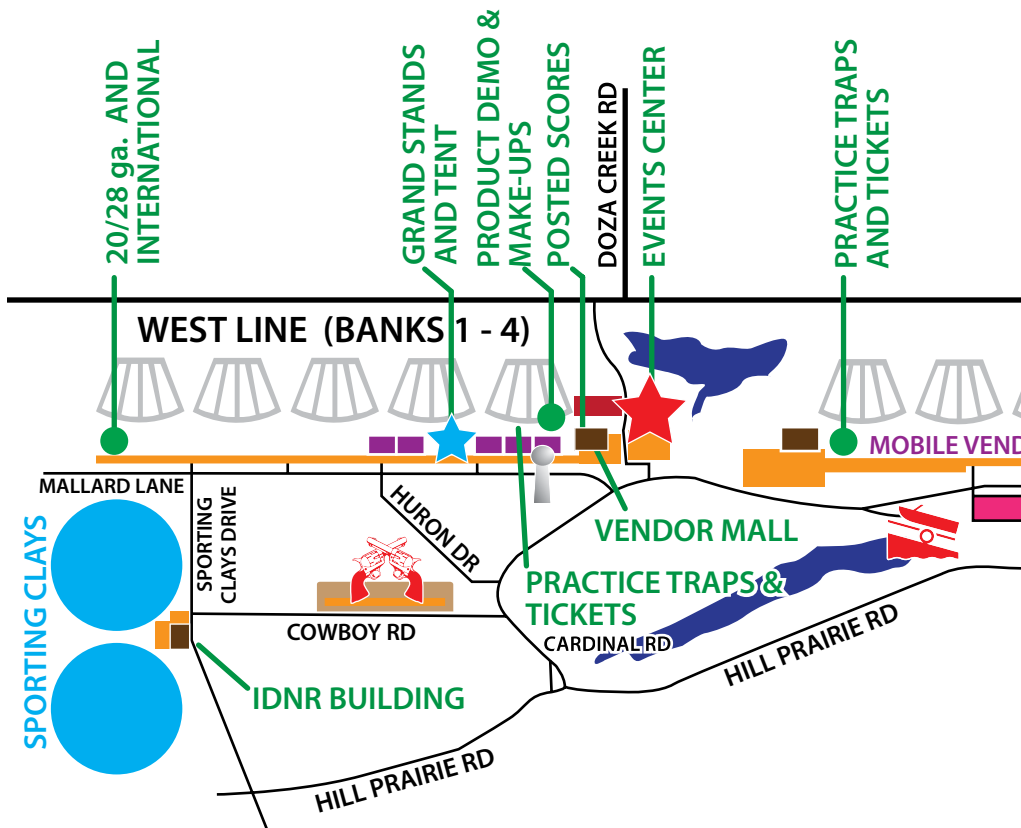 20/28 ga. AND
INTERNATIONAL
GRAND STANDS
AND TENT
PRODUCT DEMO &
MAKE-UPS
POSTED SCORES
DOZA CREEK RD
EVENTS CENTER
PRACTICE TRAPS
AND TICKETS
WEST LINE (BANKS 1 - 4)
MOBILE VEND
MALLARD LANE
SPORTING
CLAYS DRIVE
HURON DR
VENDOR MALL
SPORTING CLAYS
PRACTICE TRAPS &
TICKETS
COWBOY RD
CARDINAL RD
HILL PRAIRIE RD
IDNR BUILDING
HILL PRAIRIE RD